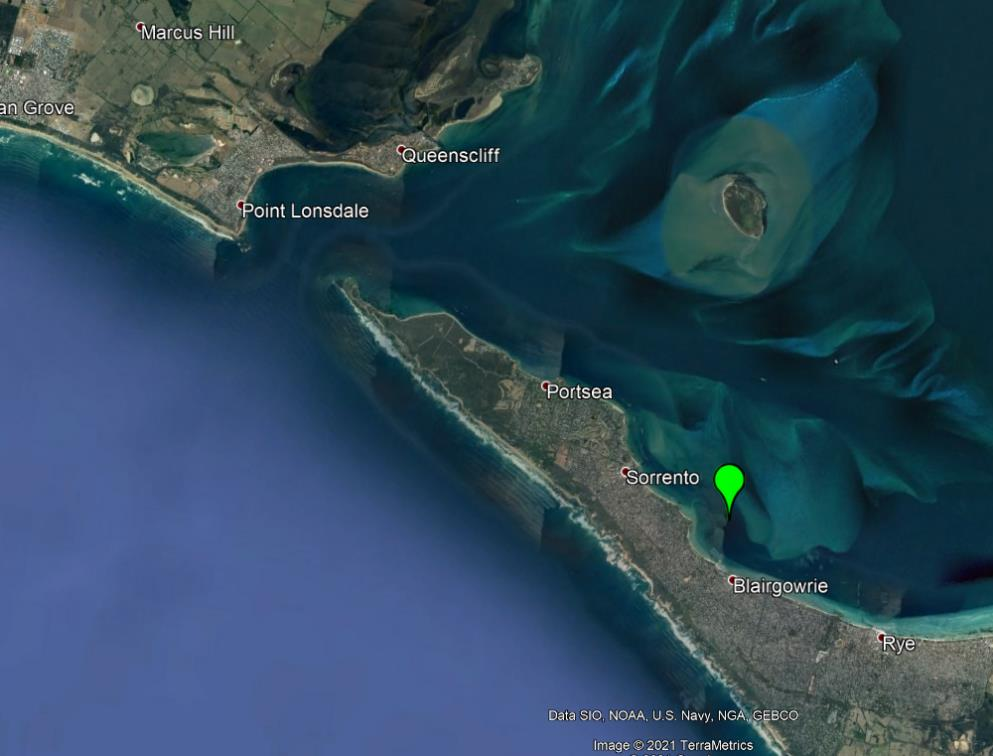 Marcus Hill
an Grove
Queenscliff
Point Lonsdale
Portsea
Sorrento
Blairgowrie
Rye
Data SIO, NOAA, U.S. Navy, NGA, GEBCO
Image © 2021 TerraMetrics